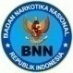 BADAN NARKOTIKA NASIONAL
BNN
REPUBLIK INDONESIA